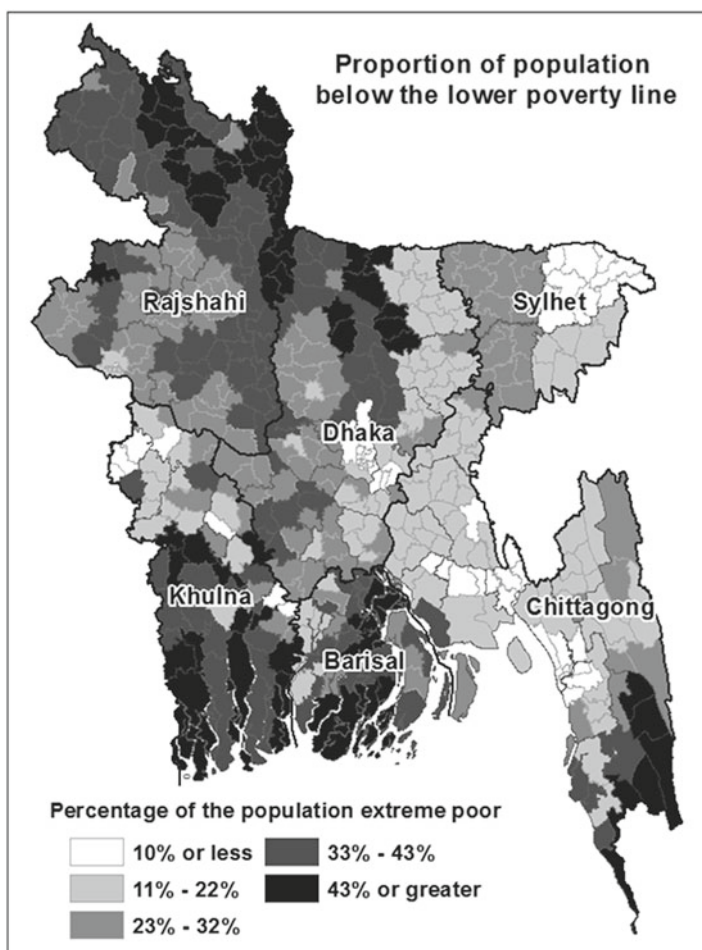 Proportion of population
below the lower poverty line
Rajshahi
Sylhet
Dhaka
Khulna
Barisal
Chittagong
Percentage of the population extreme poor
10% or less
33% - 43%
11% - 22%
43% or greater
23% - 32%